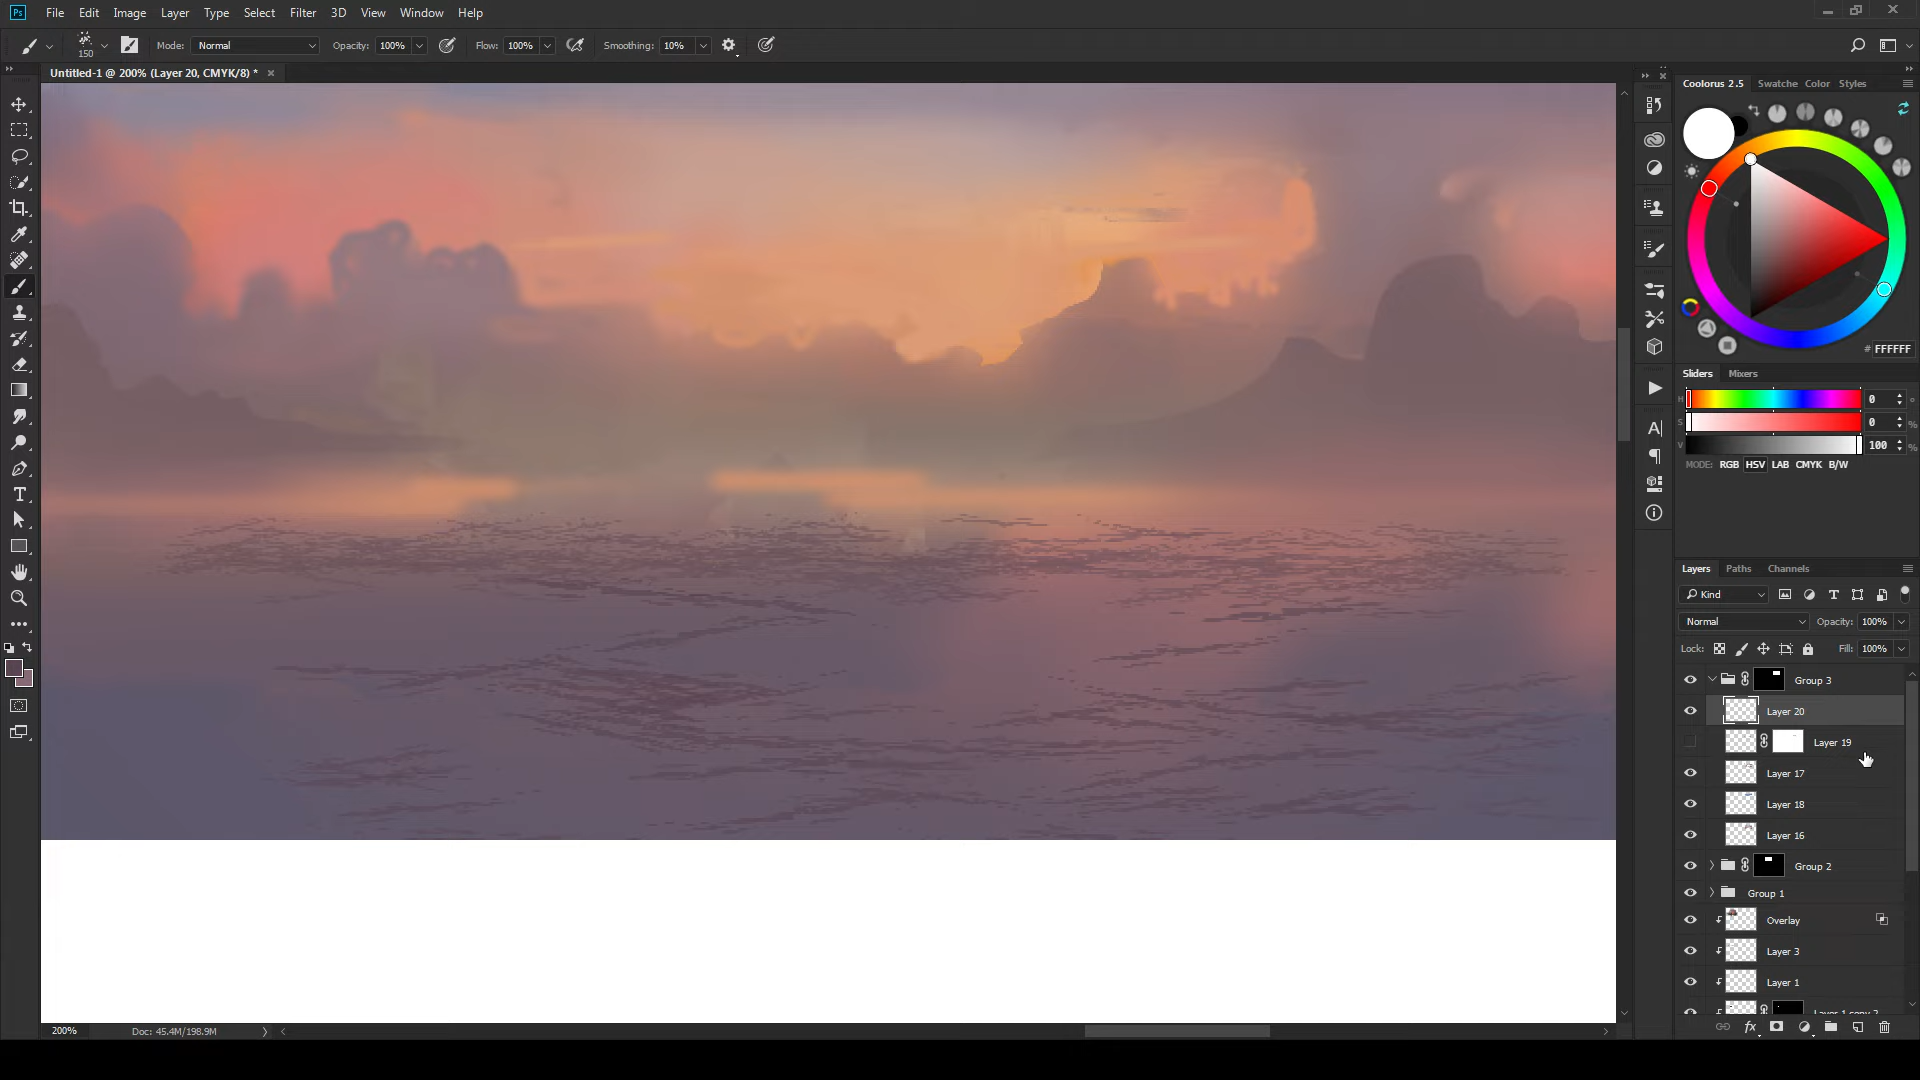 Ps File Edit Image Layer Type Select Filter 3D View Window Help
150 Mode: Normal Opacity: 100% Flow: 100% Smoothing: 10%
Untitled-1 @ 200% (Layer 20, CMYK/8) *
Coolorus 2.5 Swatche Color Styles
# FFFFFF
Sliders Mixers
H 0 °
S 0 %
V 100 %
MODE: RGB HSV LAB CMYK B/W
Layers Paths Channels
Kind
Normal Opacity: 100%
Lock: Fill: 100%
Group 3
Layer 20
Layer 19
Layer 17
Layer 18
Layer 16
Group 2
Group 1
Overlay
Layer 3
Layer 1
Layer 1 copy 2
200% Doc: 45.4M/198.9M